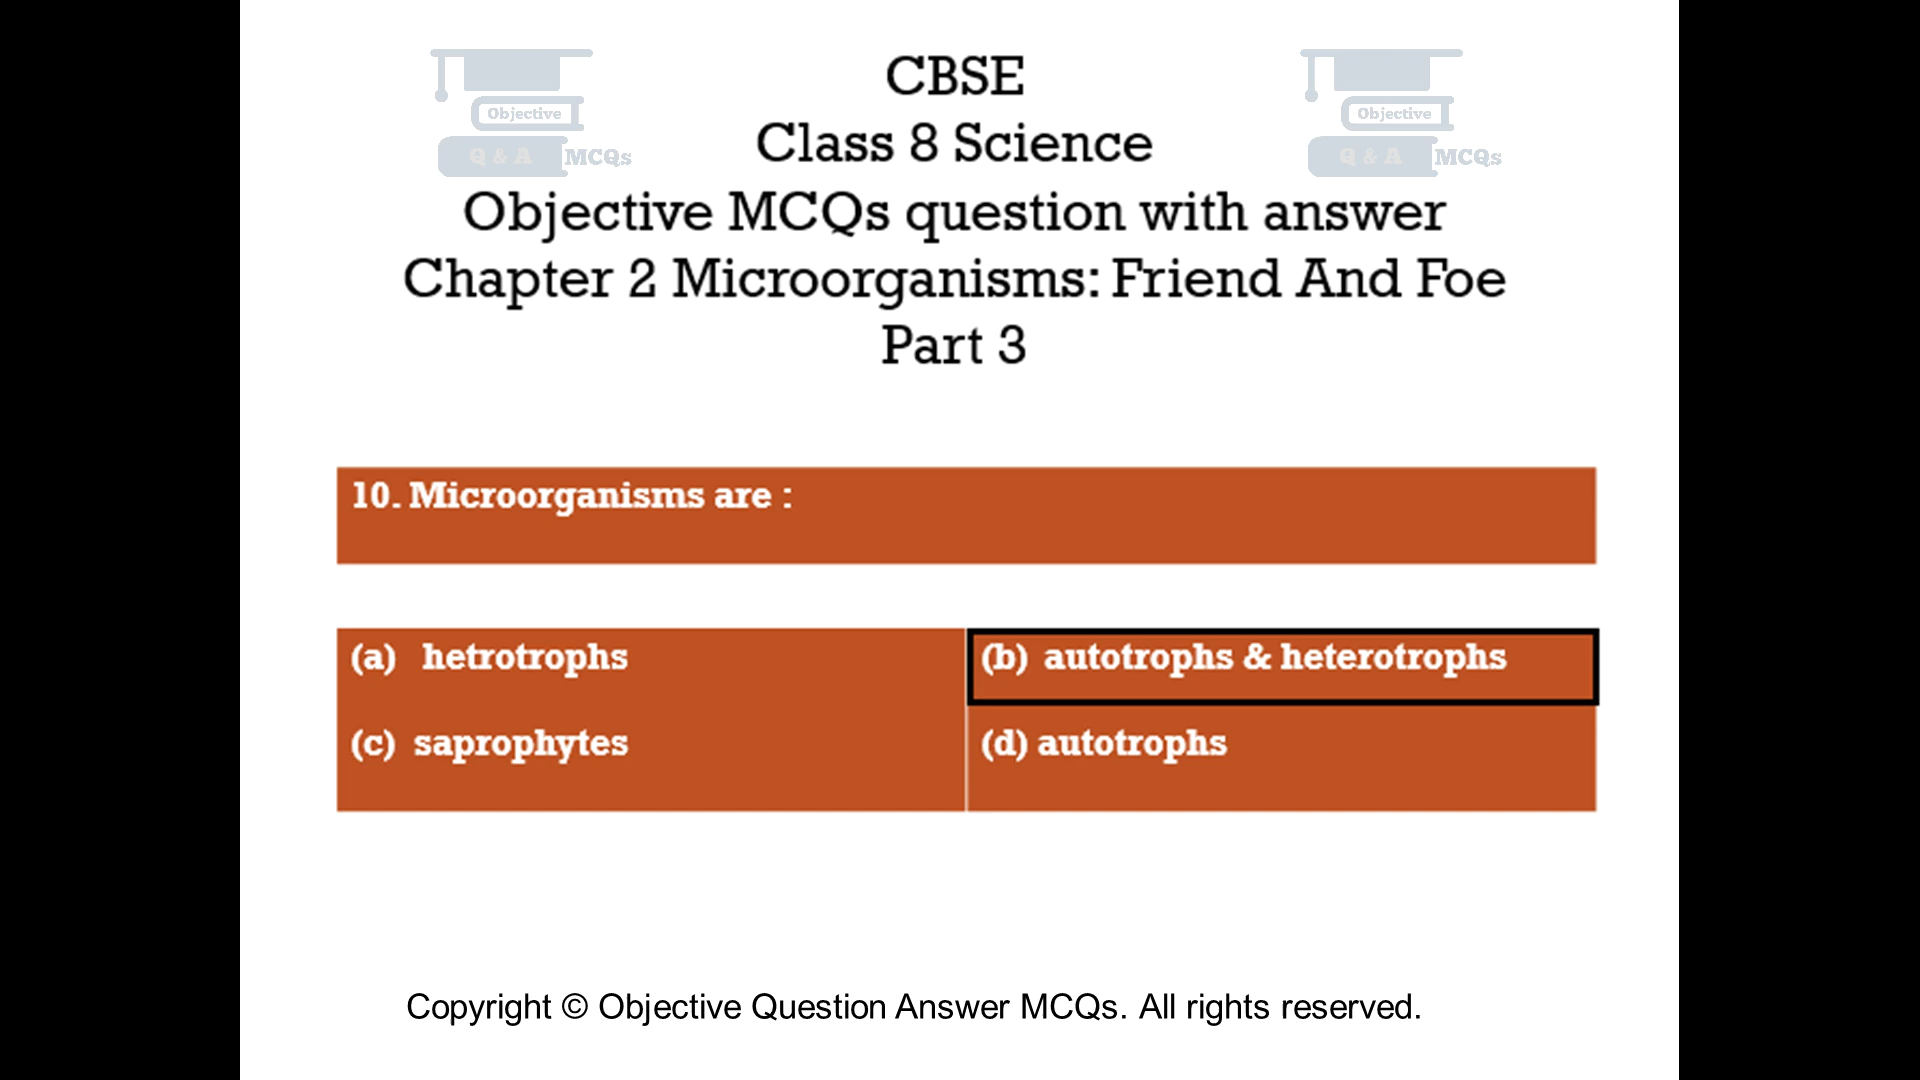 CBSE
Class 8 Science
Objective MCQs question with answer
Chapter 2 Microorganisms: Friend And Foe
Part 3
Objective
Q & A MCQs
Objective
Q & A MCQs
10. Microorganisms are :
(a) hetrotrophs
(b) autotrophs & heterotrophs
(c) saprophytes
(d) autotrophs
Copyright © Objective Question Answer MCQs. All rights reserved.